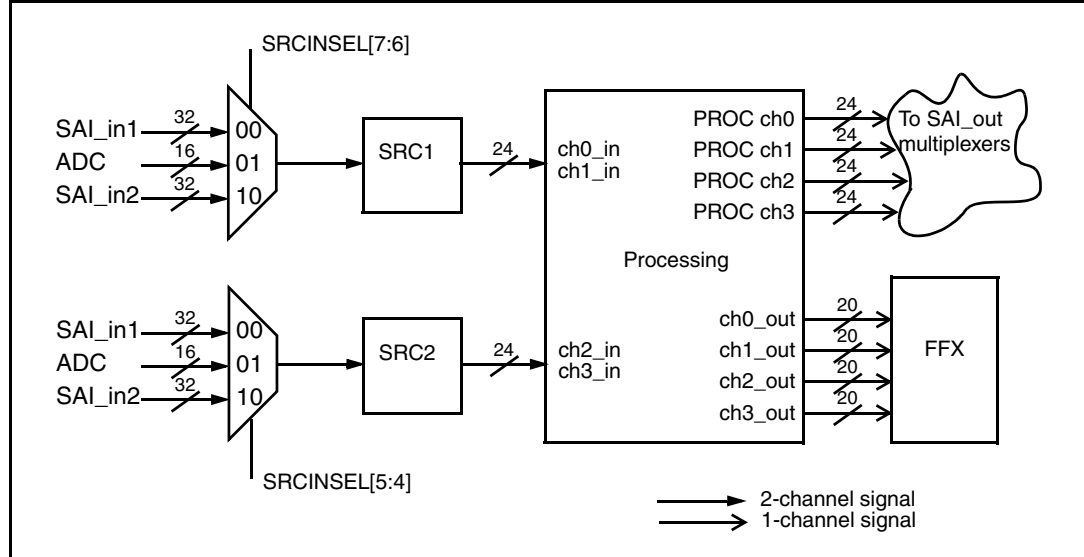 SRCINSEL[7:6]
SAI_in1
32
00
ADC
16
01
SAI_in2
32
10
SRC1
24
ch0_in
ch1_in
PROC ch0
24
PROC ch1
24
PROC ch2
24
PROC ch3
24
To SAI_out
multiplexers
Processing
SAI_in1
32
00
ADC
16
01
SAI_in2
32
10
SRC2
24
ch2_in
ch3_in
ch0_out
20
ch1_out
20
ch2_out
20
ch3_out
20
FFX
SRCINSEL[5:4]
2-channel signal
1-channel signal